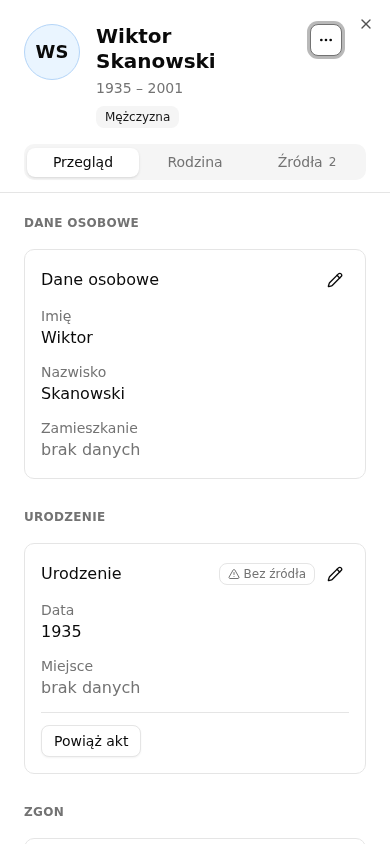 WS
Wiktor
Skanowski
1935 – 2001
Mężczyzna
Przegląd
Rodzina
Źródła 2
DANE OSOBOWE
Dane osobowe
Imię
Wiktor
Nazwisko
Skanowski
Zamieszkanie
brak danych
URODZENIE
Urodzenie
Bez źródła
Data
1935
Miejsce
brak danych
Powiąż akt
ZGON